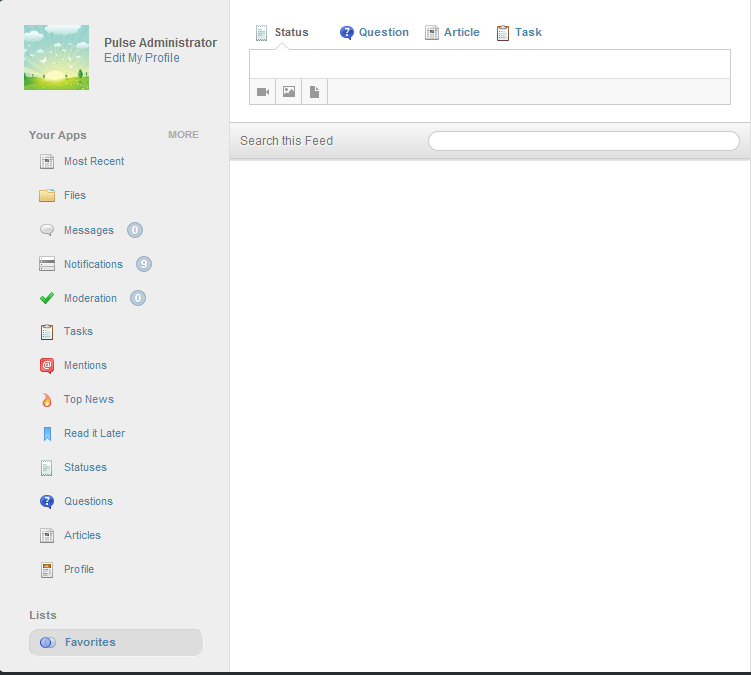 Pulse Administrator
Edit My Profile
Your Apps MORE
Most Recent
Files
Messages 0
Notifications 9
Moderation 0
Tasks
Mentions
Top News
Read it Later
Statuses
Questions
Articles
Profile
Lists
Favorites
Status Question Article Task
Search this Feed